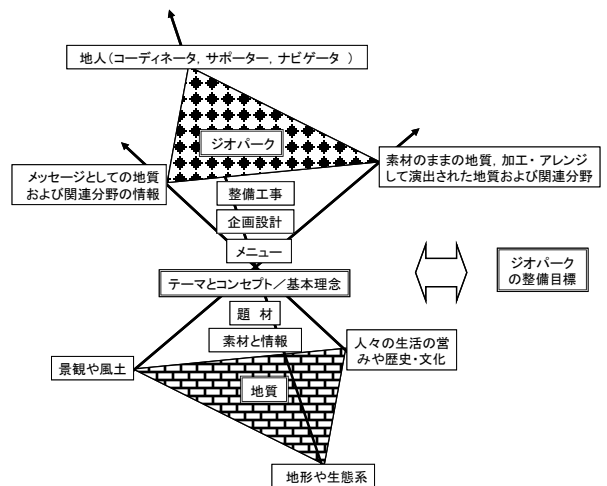 地人(コーディネータ, サポーター, ナビゲータ )
ジオパーク
素材のままの地質, 加工・アレンジ
して演出された地質および関連分野
メッセージとしての地質
および関連分野の情報
整備工事
企画設計
メニュー
テーマとコンセプト／基本理念
ジオパーク
の整備目標
題 材
素材と情報
人々の生活の営
みや歴史・文化
景観や風土
地質
地形や生態系